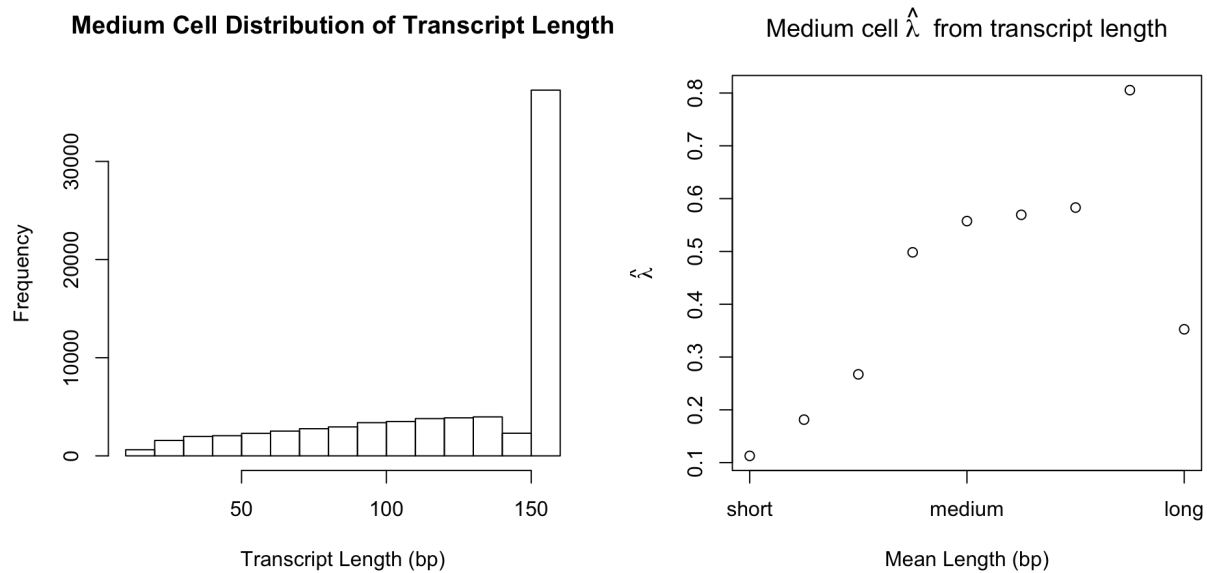 Medium Cell Distribution of Transcript Length
Frequency
0
10000
20000
30000
50
100
150
Transcript Length (bp)
Medium cell λ̂ from transcript length
λ̂
0.1
0.2
0.3
0.4
0.5
0.6
0.7
0.8
short
medium
long
Mean Length (bp)